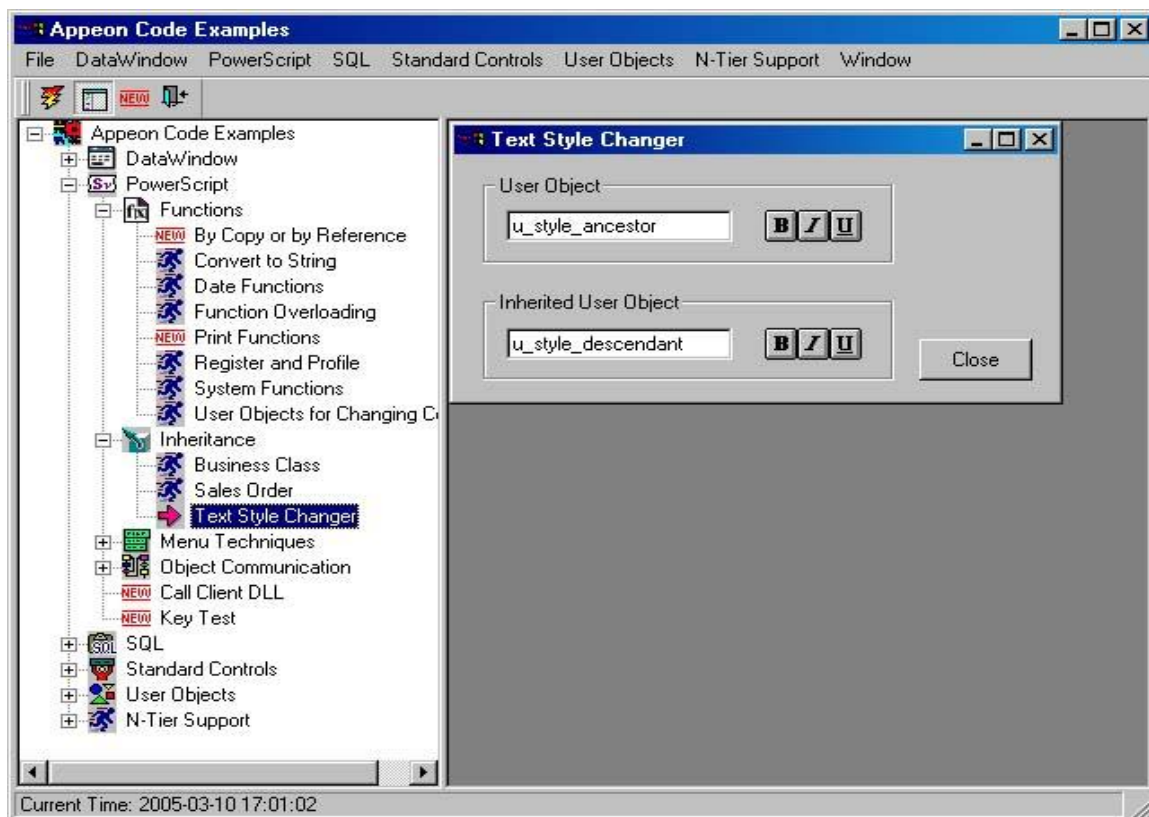 Appeon Code Examples
File DataWindow PowerScript SQL Standard Controls User Objects N-Tier Support Window
NEW
Appeon Code Examples
DataWindow
PowerScript
Functions
NEW By Copy or by Reference
Convert to String
Date Functions
Function Overloading
NEW Print Functions
Register and Profile
System Functions
User Objects for Changing
Inheritance
Business Class
Sales Order
Text Style Changer
Menu Techniques
Object Communication
NEW Call Client DLL
NEW Key Test
SQL
Standard Controls
User Objects
N-Tier Support
Text Style Changer
User Object
u_style_ancestor B I U
Inherited User Object
u_style_descendant B I U
Close
Current Time: 2005-03-10 17:01:02